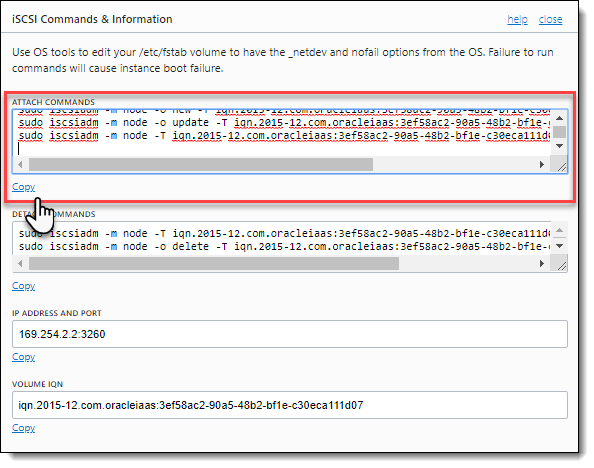 iSCSI Commands & Information
help close
Use OS tools to edit your /etc/fstab volume to have the _netdev and nofail options from the OS. Failure to run
commands will cause instance boot failure.
ATTACH COMMANDS
sudo iscsiadm -m node -o new -T iqn.2015-12.com.oracleiaas:3ef58ac2-90a5-48b2-bf1e-c30e
sudo iscsiadm -m node -o update -T iqn.2015-12.com.oracleiaas:3ef58ac2-90a5-48b2-bf1e-c
sudo iscsiadm -m node -T iqn.2015-12.com.oracleiaas:3ef58ac2-90a5-48b2-bf1e-c30eca111d0
Copy
COMMANDS
sudo iscsiadm -m node -T iqn.2015-12.com.oracleiaas:3ef58ac2-90a5-48b2-bf1e-c30eca111d0
sudo iscsiadm -m node -o delete -T iqn.2015-12.com.oracleiaas:3ef58ac2-90a5-48b2-bf1e-c
Copy
IP ADDRESS AND PORT
169.254.2.2:3260
Copy
VOLUME IQN
iqn.2015-12.com.oracleiaas:3ef58ac2-90a5-48b2-bf1e-c30eca111d07
Copy